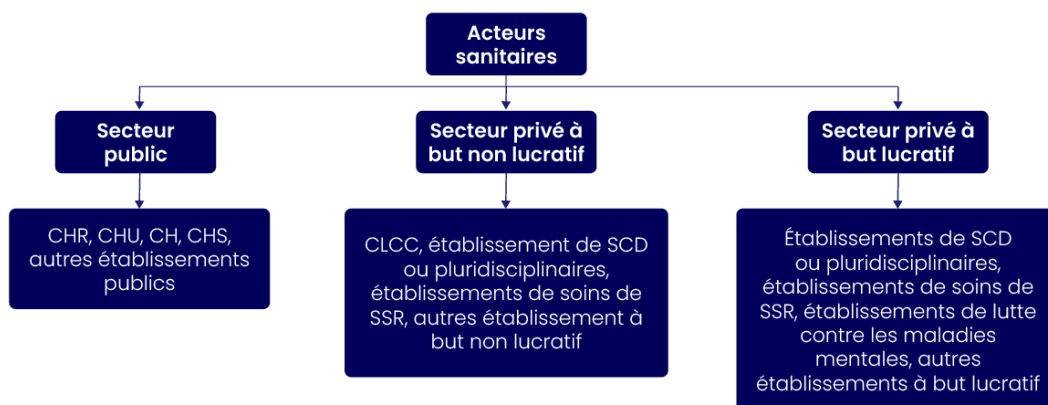 Acteurs
sanitaires
Secteur
public
Secteur privé à
but non lucratif
Secteur privé à
but lucratif
CHR, CHU, CH, CHS,
autres établissements
publics
CLCC, établissement de SCD
ou pluridisciplinaires,
établissements de soins de
SSR, autres établissement à
but non lucratif
Établissements de SCD
ou pluridisciplinaires,
établissements de soins de
SSR, établissements de lutte
contre les maladies
mentales, autres
établissements à but lucratif